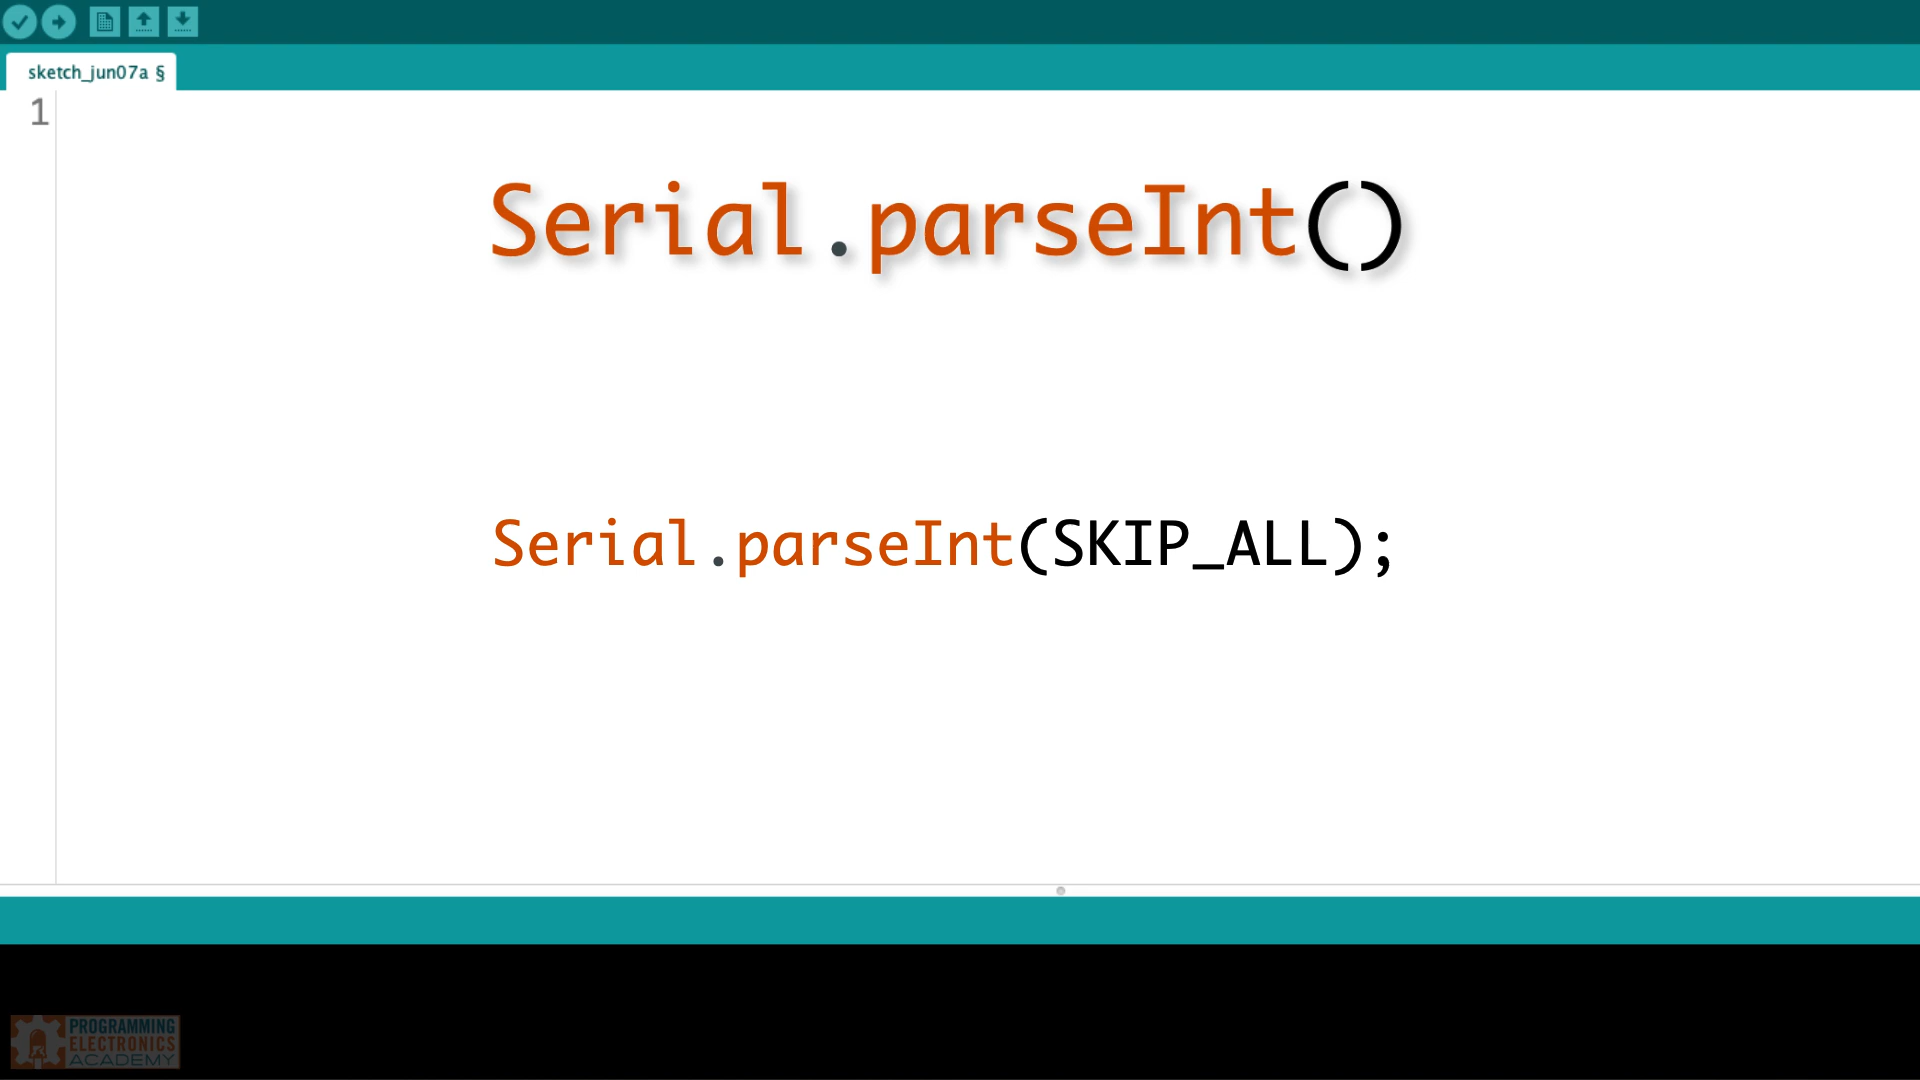 sketch_jun07a §
1
Serial.parseInt()
Serial.parseInt(SKIP_ALL);
PROGRAMMING
ELECTRONICS
ACADEMY